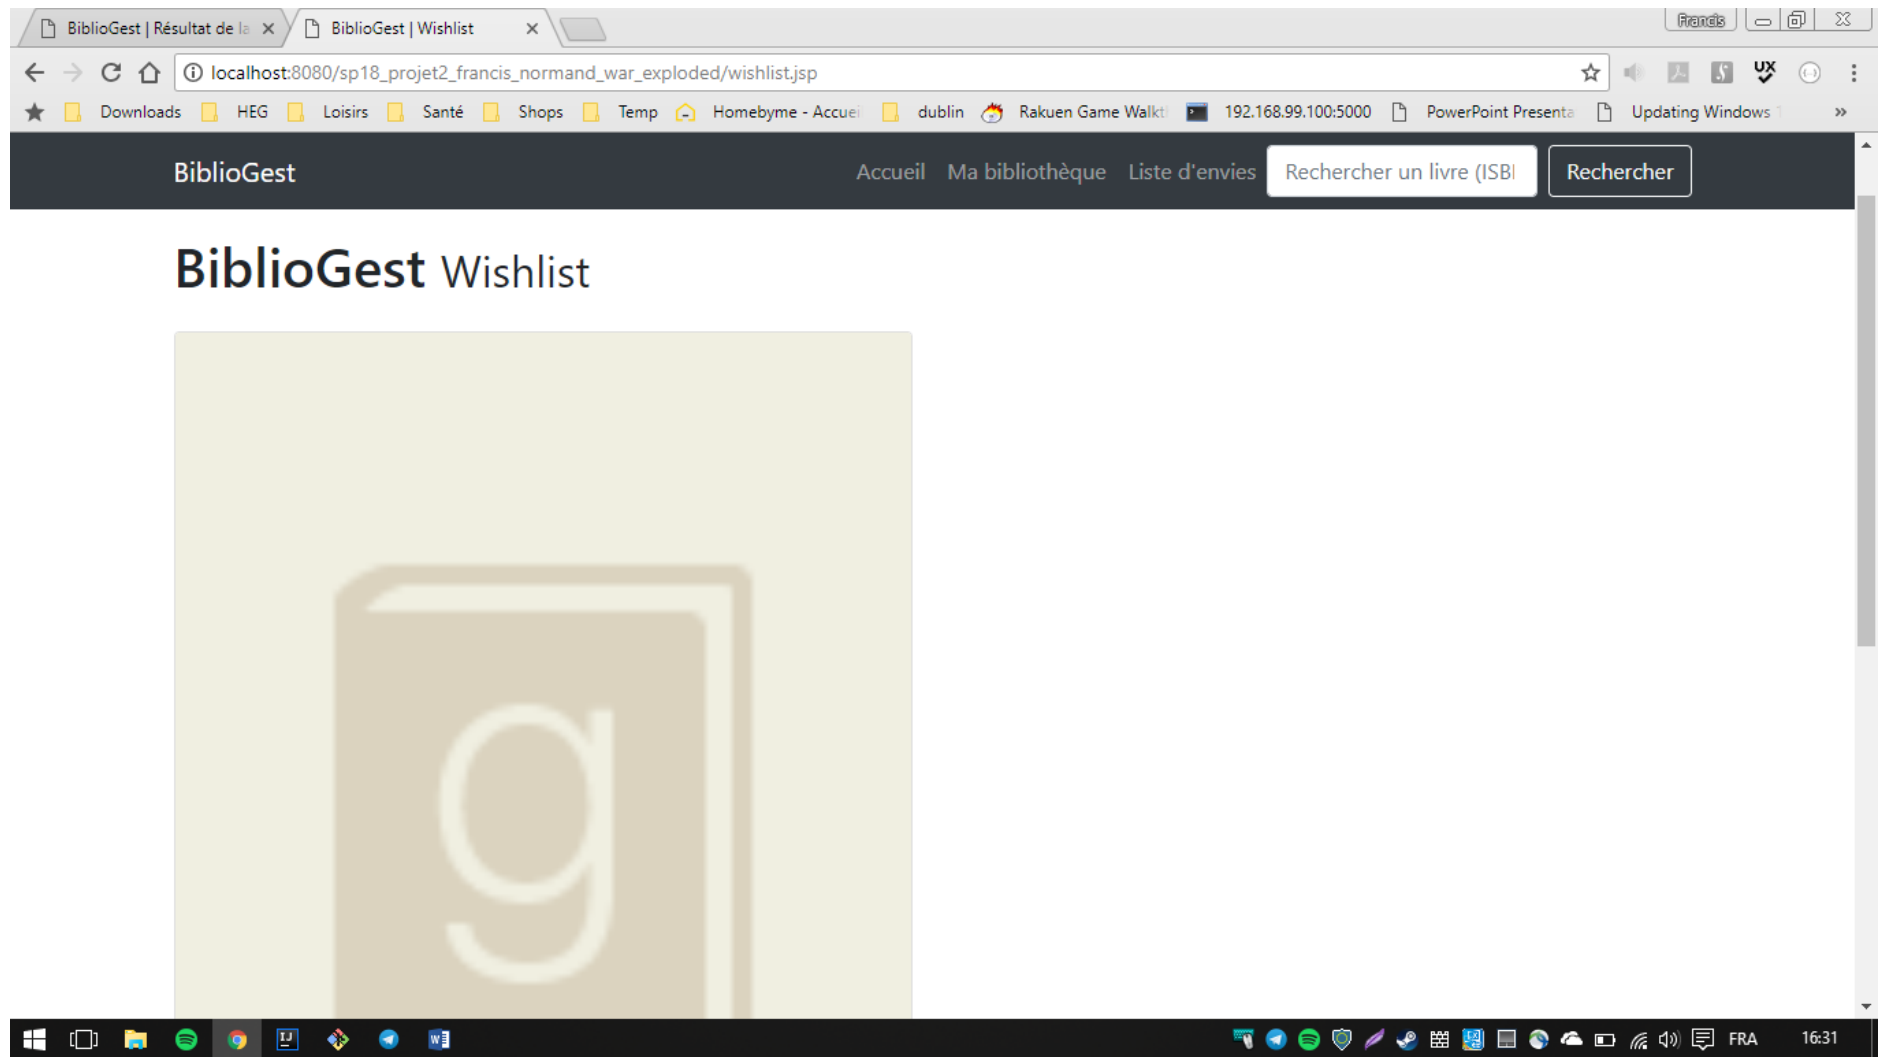 BiblioGest | Résultat de la
BiblioGest | Wishlist
Francis
localhost:8080/sp18_projet2_francis_normand_war_exploded/wishlist.jsp
UX
Downloads HEG Loisirs Santé Shops Temp Homebyme - Accuei dublin Rakuen Game Walkt 192.168.99.100:5000 PowerPoint Presenta Updating Windows 1 »
BiblioGest Accueil Ma bibliothèque Liste d'envies Rechercher un livre (ISBI Rechercher
BiblioGest Wishlist
g
FRA 16:31